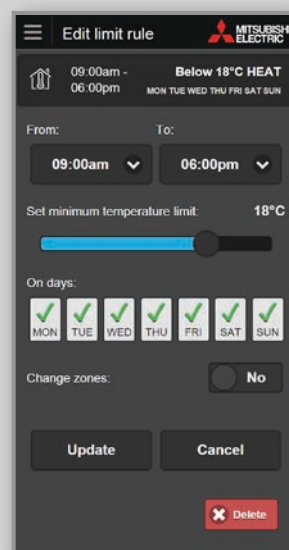 Edit limit rule
MITSUBISHI
ELECTRIC
09:00am -
06:00pm
Below 18°C HEAT
MON TUE WED THU FRI SAT SUN
From:
To:
09:00am
06:00pm
Set minimum temperature limit:
18°C
On days:
MON TUE WED THU FRI SAT SUN
Change zones:
No
Update
Cancel
Delete